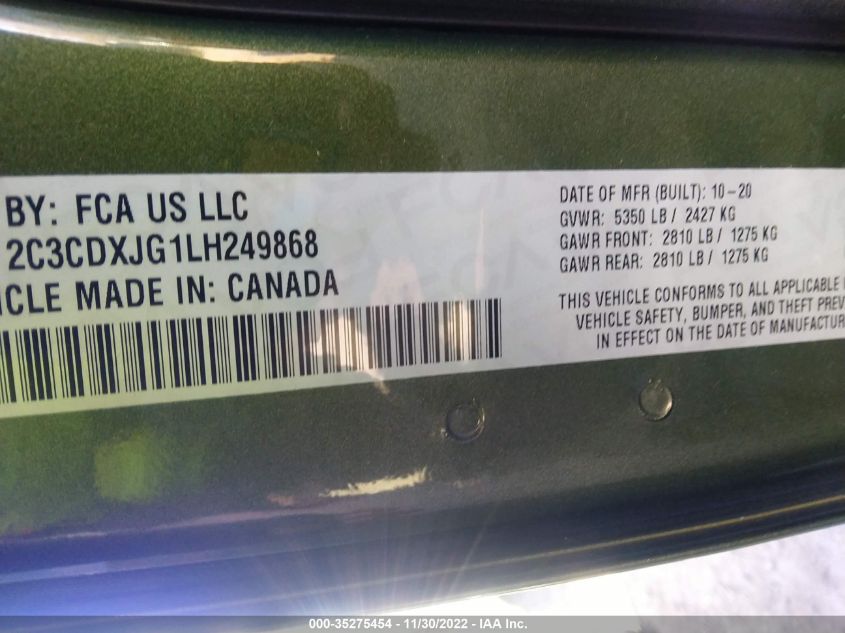 BY: FCA US LLC
2C3CDXJG1LH249868
ICLE MADE IN: CANADA
DATE OF MFR (BUILT): 10-20
GVWR: 5350 LB / 2427 KG
GAWR FRONT: 2810 LB / 1275 KG
GAWR REAR: 2810 LB / 1275 KG
THIS VEHICLE CONFORMS TO ALL APPLICABLE
VEHICLE SAFETY, BUMPER, AND THEFT PREV
IN EFFECT ON THE DATE OF MANUFACTUR
000-35275454 - 11/30/2022 - IAA Inc.